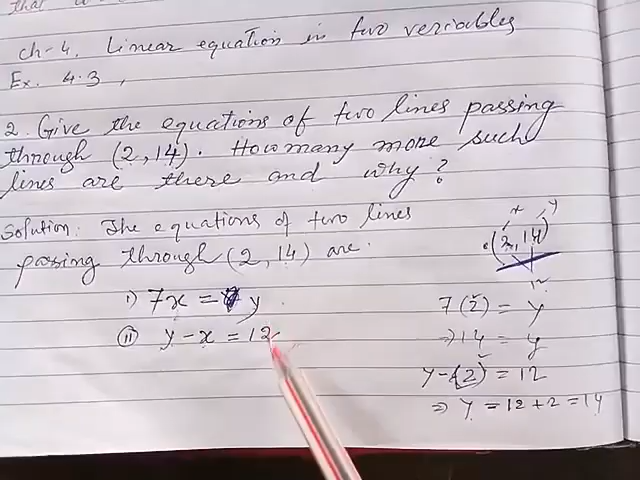 that
ch-4. Linear equation in two veriables
Ex. 4.3,
2. Give the equations of two lines passing
through (2, 14). How many more such
lines are there and why?
Solution: The equations of two lines
passing through (2, 14) are.
x y
(2, 14)
12
i) 7x = y
7(2) = y
(ii) y - x = 12
⇒ 14 = y
y - (2) = 12
⇒ y = 12 + 2 = 14